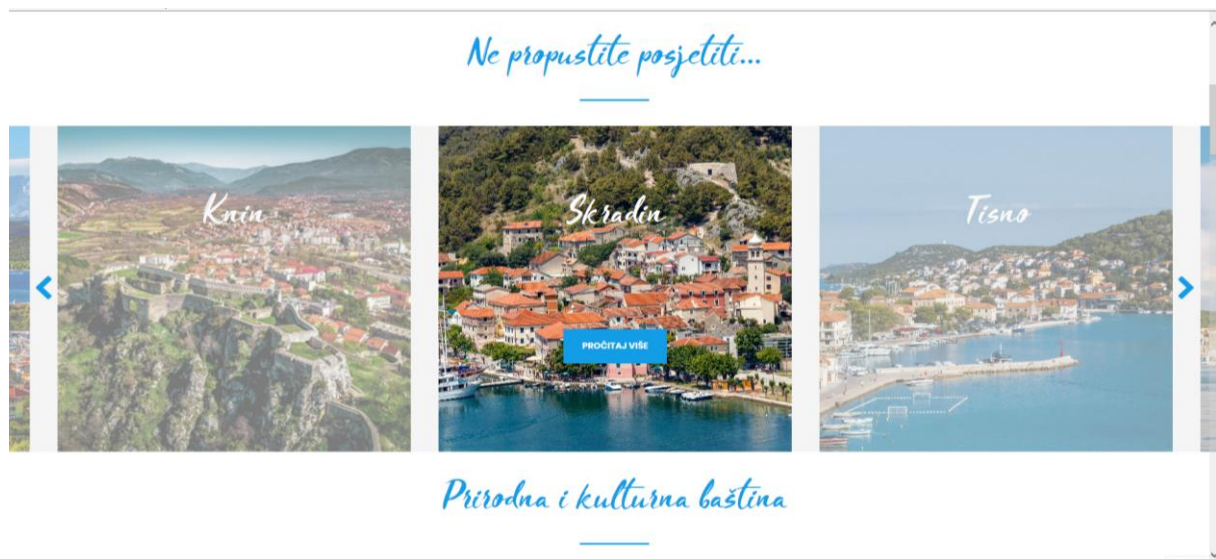 Ne propustite posjetiti...
Knin
Skradin
Tisno
PROČITAJ VIŠE
Prirodna i kulturna baština